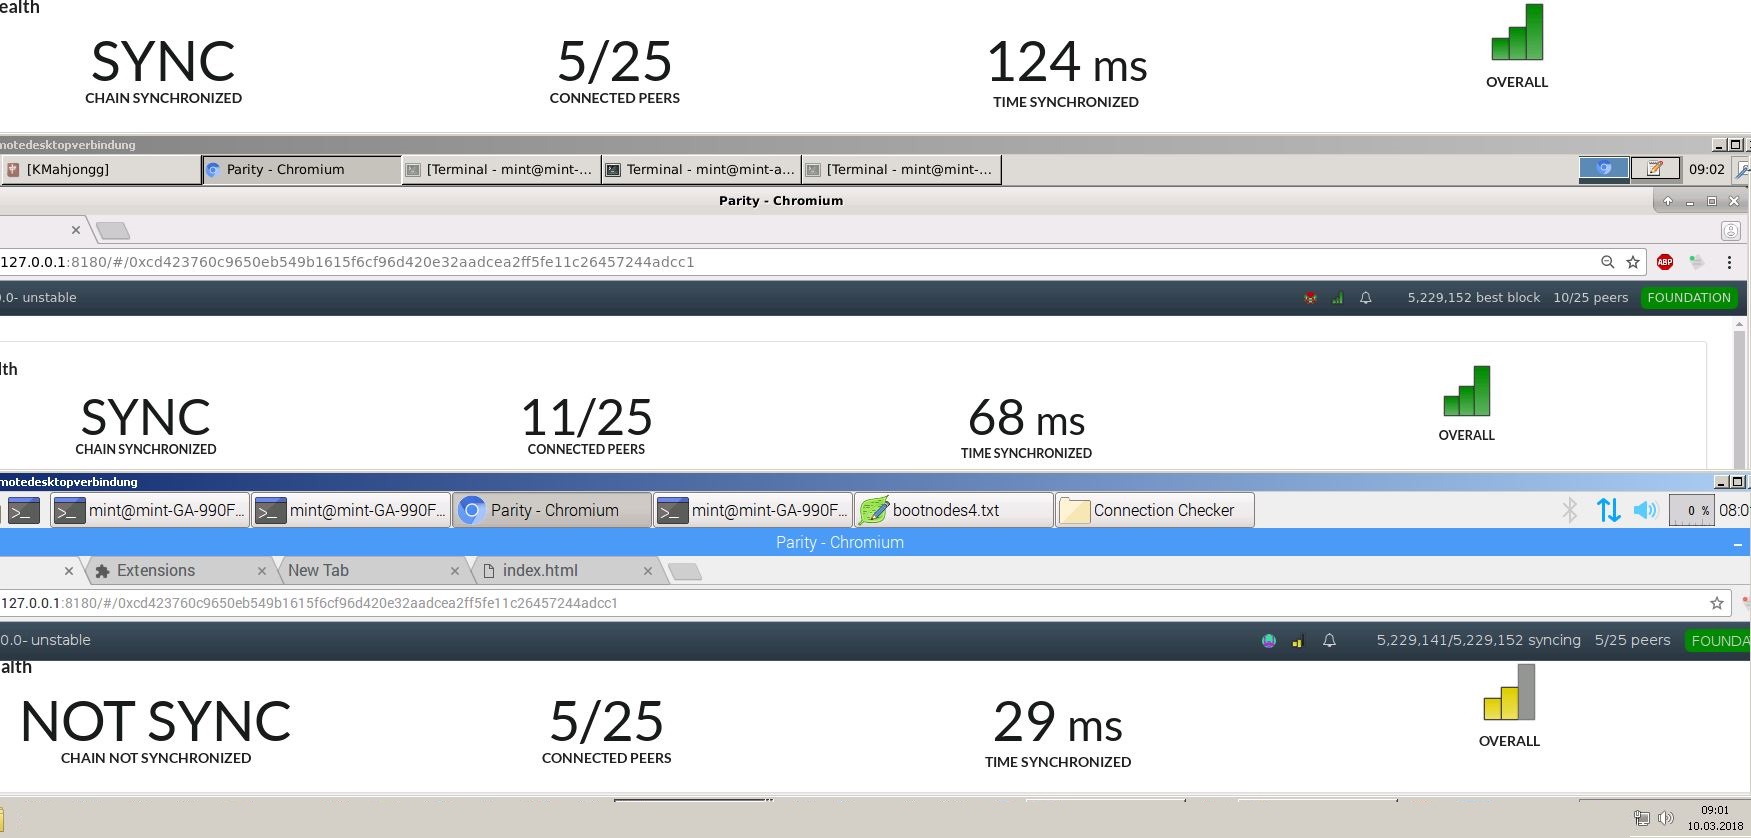 ealth
SYNC 5/25 124 ms
CHAIN SYNCHRONIZED CONNECTED PEERS TIME SYNCHRONIZED OVERALL
motedesktopverbindung
[KMahjongg] Parity - Chromium [Terminal - mint@mint-... Terminal - mint@mint-a... [Terminal - mint@mint-... 09:02
Parity - Chromium
127.0.0.1:8180/#/0xcd423760c9650eb549b1615f6cf96d420e32aadcea2ff5fe11c26457244adcc1 ABP
.0- unstable 5,229,152 best block 10/25 peers FOUNDATION
lth
SYNC 11/25 68 ms
CHAIN SYNCHRONIZED CONNECTED PEERS TIME SYNCHRONIZED OVERALL
motedesktopverbindung
mint@mint-GA-990F... mint@mint-GA-990F... Parity - Chromium mint@mint-GA-990F... bootnodes4.txt Connection Checker 0 % 08:0
Parity - Chromium
Extensions New Tab index.html
127.0.0.1:8180/#/0xcd423760c9650eb549b1615f6cf96d420e32aadcea2ff5fe11c26457244adcc1
0.0- unstable 5,229,141/5,229,152 syncing 5/25 peers FOUNDA
alth
NOT SYNC 5/25 29 ms
CHAIN NOT SYNCHRONIZED CONNECTED PEERS TIME SYNCHRONIZED OVERALL
09:01
10.03.2018